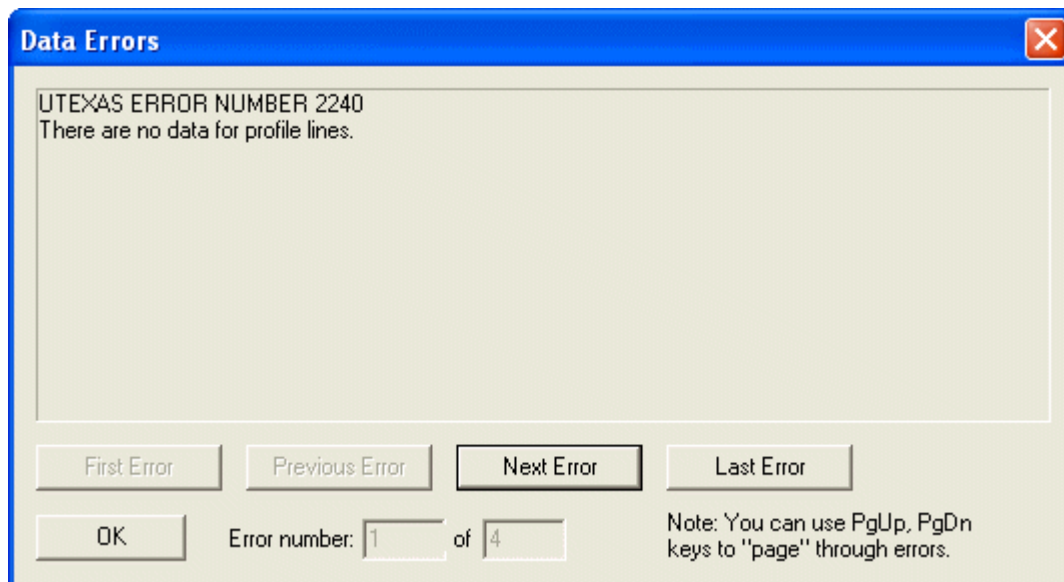 Data Errors
UTEXAS ERROR NUMBER 2240
There are no data for profile lines.
First Error
Previous Error
Next Error
Last Error
OK
Error number: 1 of 4
Note: You can use PgUp, PgDn
keys to "page" through errors.